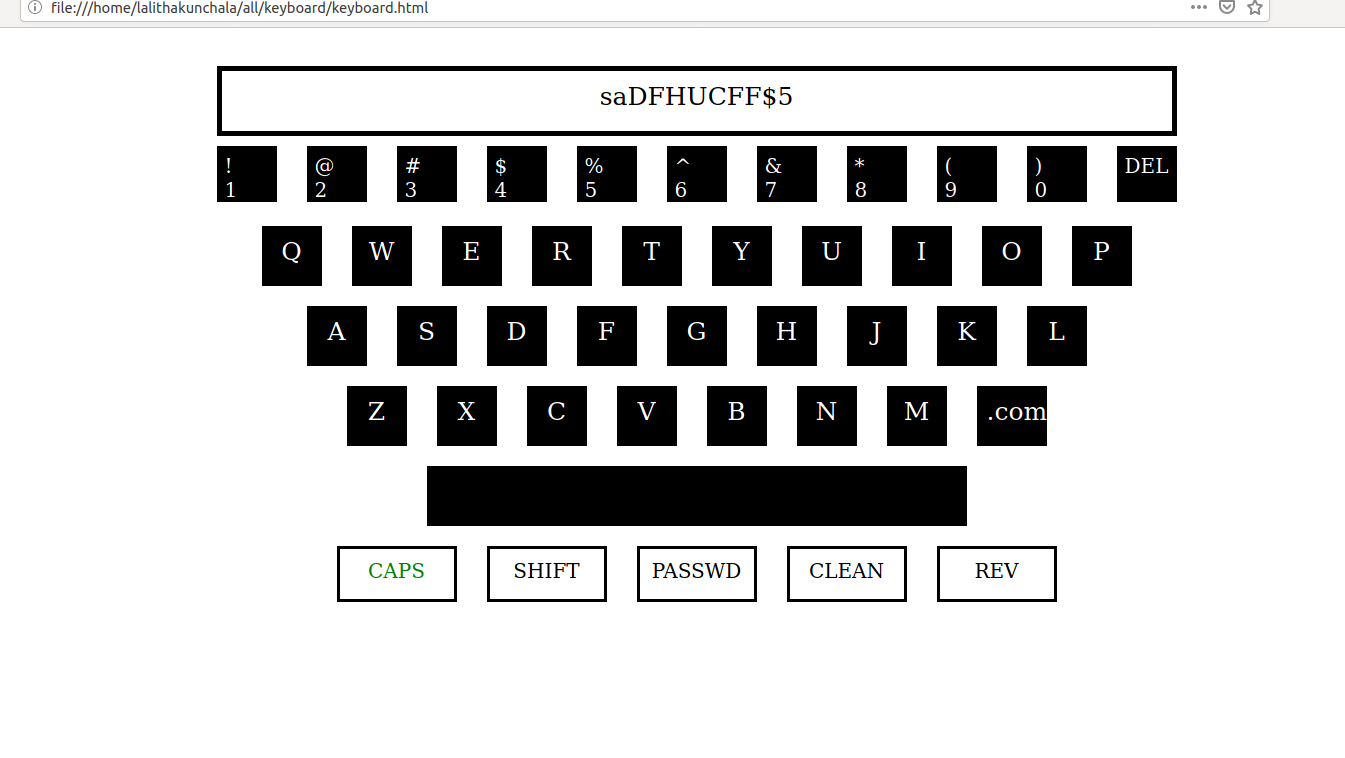 file:///home/lalithakunchala/all/keyboard/keyboard.html
saDFHUCFF$5
! @ # $ % ^ & * ( ) DEL
1 2 3 4 5 6 7 8 9 0
Q W E R T Y U I O P
A S D F G H J K L
Z X C V B N M .com
CAPS SHIFT PASSWD CLEAN REV